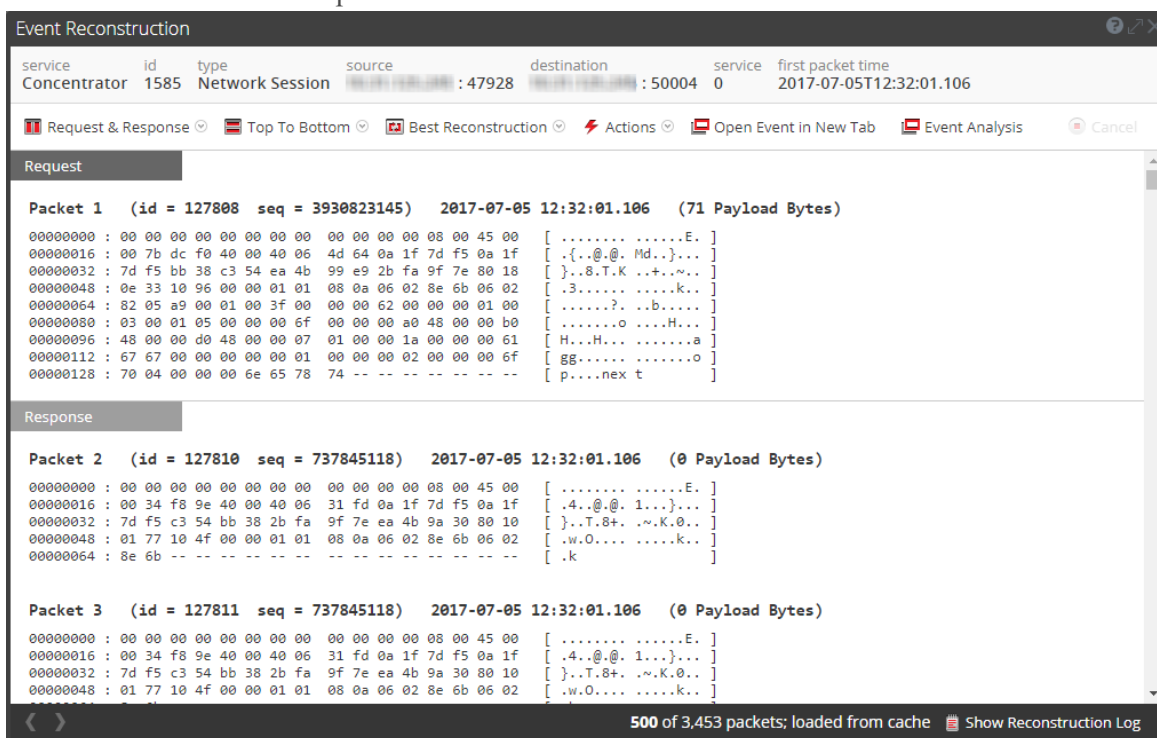 Event Reconstruction
service id type source destination service first packet time
Concentrator 1585 Network Session : 47928 : 50004 0 2017-07-05T12:32:01.106
Request & Response Top To Bottom Best Reconstruction Actions Open Event in New Tab Event Analysis Cancel
Request
Packet 1 (id = 127808 seq = 3930823145) 2017-07-05 12:32:01.106 (71 Payload Bytes)
00000000 : 00 00 00 00 00 00 00 00 00 00 00 00 08 00 45 00 [ ........ ......E. ]
00000016 : 00 7b dc f0 40 00 40 06 4d 64 0a 1f 7d f5 0a 1f [ .{..@.@. Md..}... ]
00000032 : 7d f5 bb 38 c3 54 ea 4b 99 e9 2b fa 9f 7e 80 18 [ }..8.T.K ..+..~.. ]
00000048 : 0e 33 10 96 00 00 01 01 08 0a 06 02 8e 6b 06 02 [ .3...... .....k.. ]
00000064 : 82 05 a9 00 01 00 3f 00 00 00 62 00 00 00 01 00 [ ......?. ..b..... ]
00000080 : 03 00 01 05 00 00 00 6f 00 00 00 a0 48 00 00 b0 [ .......o ....H... ]
00000096 : 48 00 00 d0 48 00 00 07 01 00 00 1a 00 00 00 61 [ H...H... .......a ]
00000112 : 67 67 00 00 00 00 00 01 00 00 00 02 00 00 00 6f [ gg...... .......o ]
00000128 : 70 04 00 00 00 6e 65 78 74 -- -- -- -- -- -- -- [ p....nex t ]
Response
Packet 2 (id = 127810 seq = 737845118) 2017-07-05 12:32:01.106 (0 Payload Bytes)
00000000 : 00 00 00 00 00 00 00 00 00 00 00 00 08 00 45 00 [ ........ ......E. ]
00000016 : 00 34 f8 9e 40 00 40 06 31 fd 0a 1f 7d f5 0a 1f [ .4..@.@. 1...}... ]
00000032 : 7d f5 c3 54 bb 38 2b fa 9f 7e ea 4b 9a 30 80 10 [ }..T.8+. .~.K.0.. ]
00000048 : 01 77 10 4f 00 00 01 01 08 0a 06 02 8e 6b 06 02 [ .w.O.... .....k.. ]
00000064 : 8e 6b -- -- -- -- -- -- -- -- -- -- -- -- -- -- [ .k ]
Packet 3 (id = 127811 seq = 737845118) 2017-07-05 12:32:01.106 (0 Payload Bytes)
00000000 : 00 00 00 00 00 00 00 00 00 00 00 00 08 00 45 00 [ ........ ......E. ]
00000016 : 00 34 f8 9e 40 00 40 06 31 fd 0a 1f 7d f5 0a 1f [ .4..@.@. 1...}... ]
00000032 : 7d f5 c3 54 bb 38 2b fa 9f 7e ea 4b 9a 30 80 10 [ }..T.8+. .~.K.0.. ]
00000048 : 01 77 10 4f 00 00 01 01 08 0a 06 02 8e 6b 06 02 [ .w.O.... .....k.. ]
500 of 3,453 packets; loaded from cache Show Reconstruction Log